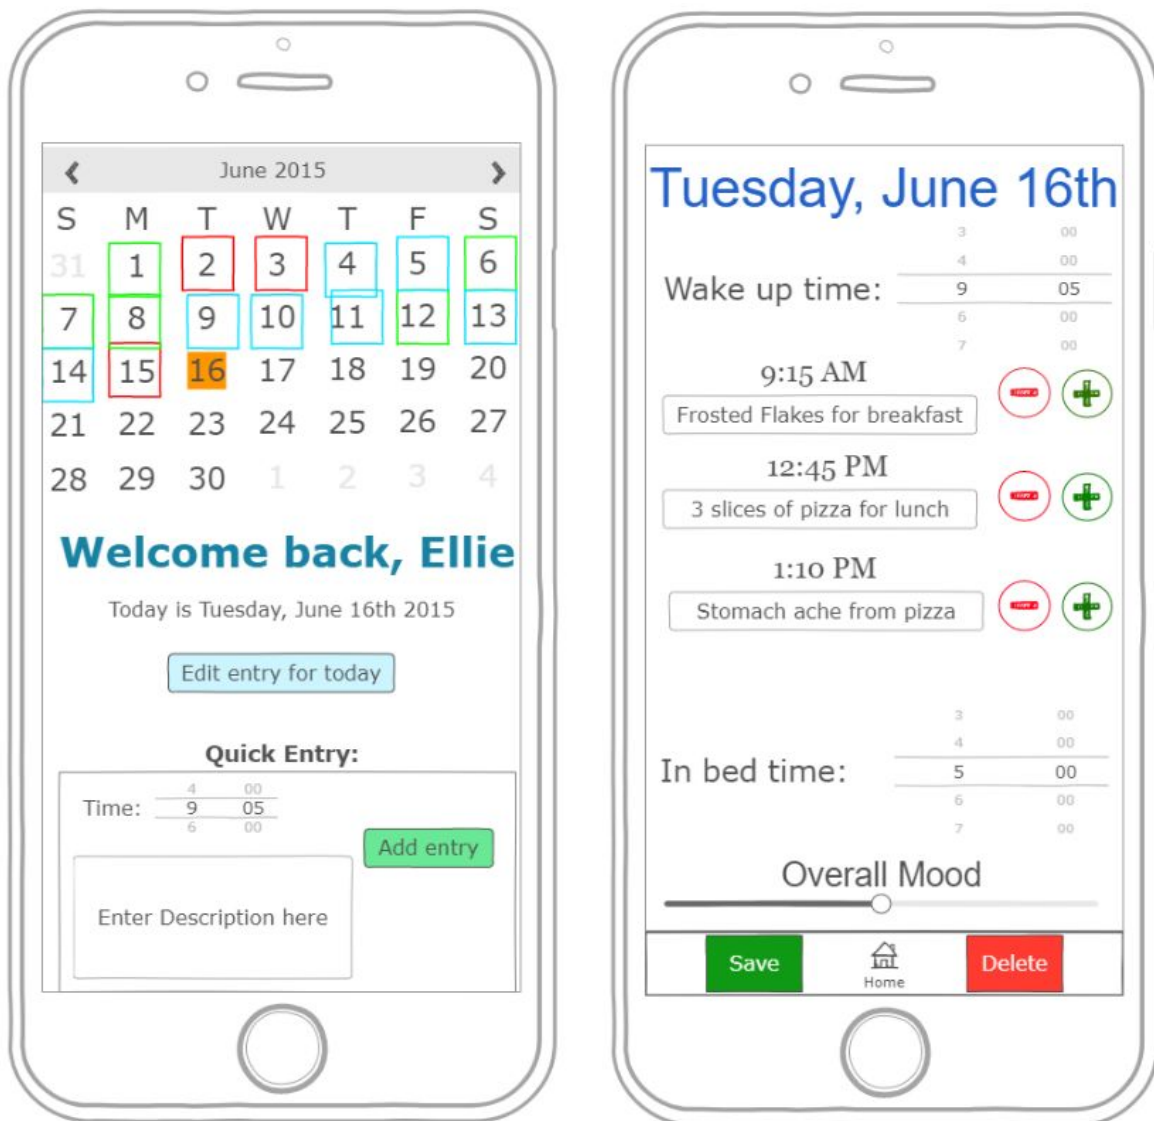 June 2015
S M T W T F S
31 1 2 3 4 5 6
7 8 9 10 11 12 13
14 15 16 17 18 19 20
21 22 23 24 25 26 27
28 29 30 1 2 3 4
Welcome back, Ellie
Today is Tuesday, June 16th 2015
Edit entry for today
Quick Entry:
4 00
Time: 9 05
6 00
Add entry
Enter Description here
Tuesday, June 16th
3 00
4 00
Wake up time: 9 05
6 00
7 00
9:15 AM
Frosted Flakes for breakfast
12:45 PM
3 slices of pizza for lunch
1:10 PM
Stomach ache from pizza
3 00
4 00
In bed time: 5 00
6 00
7 00
Overall Mood
Save Home Delete